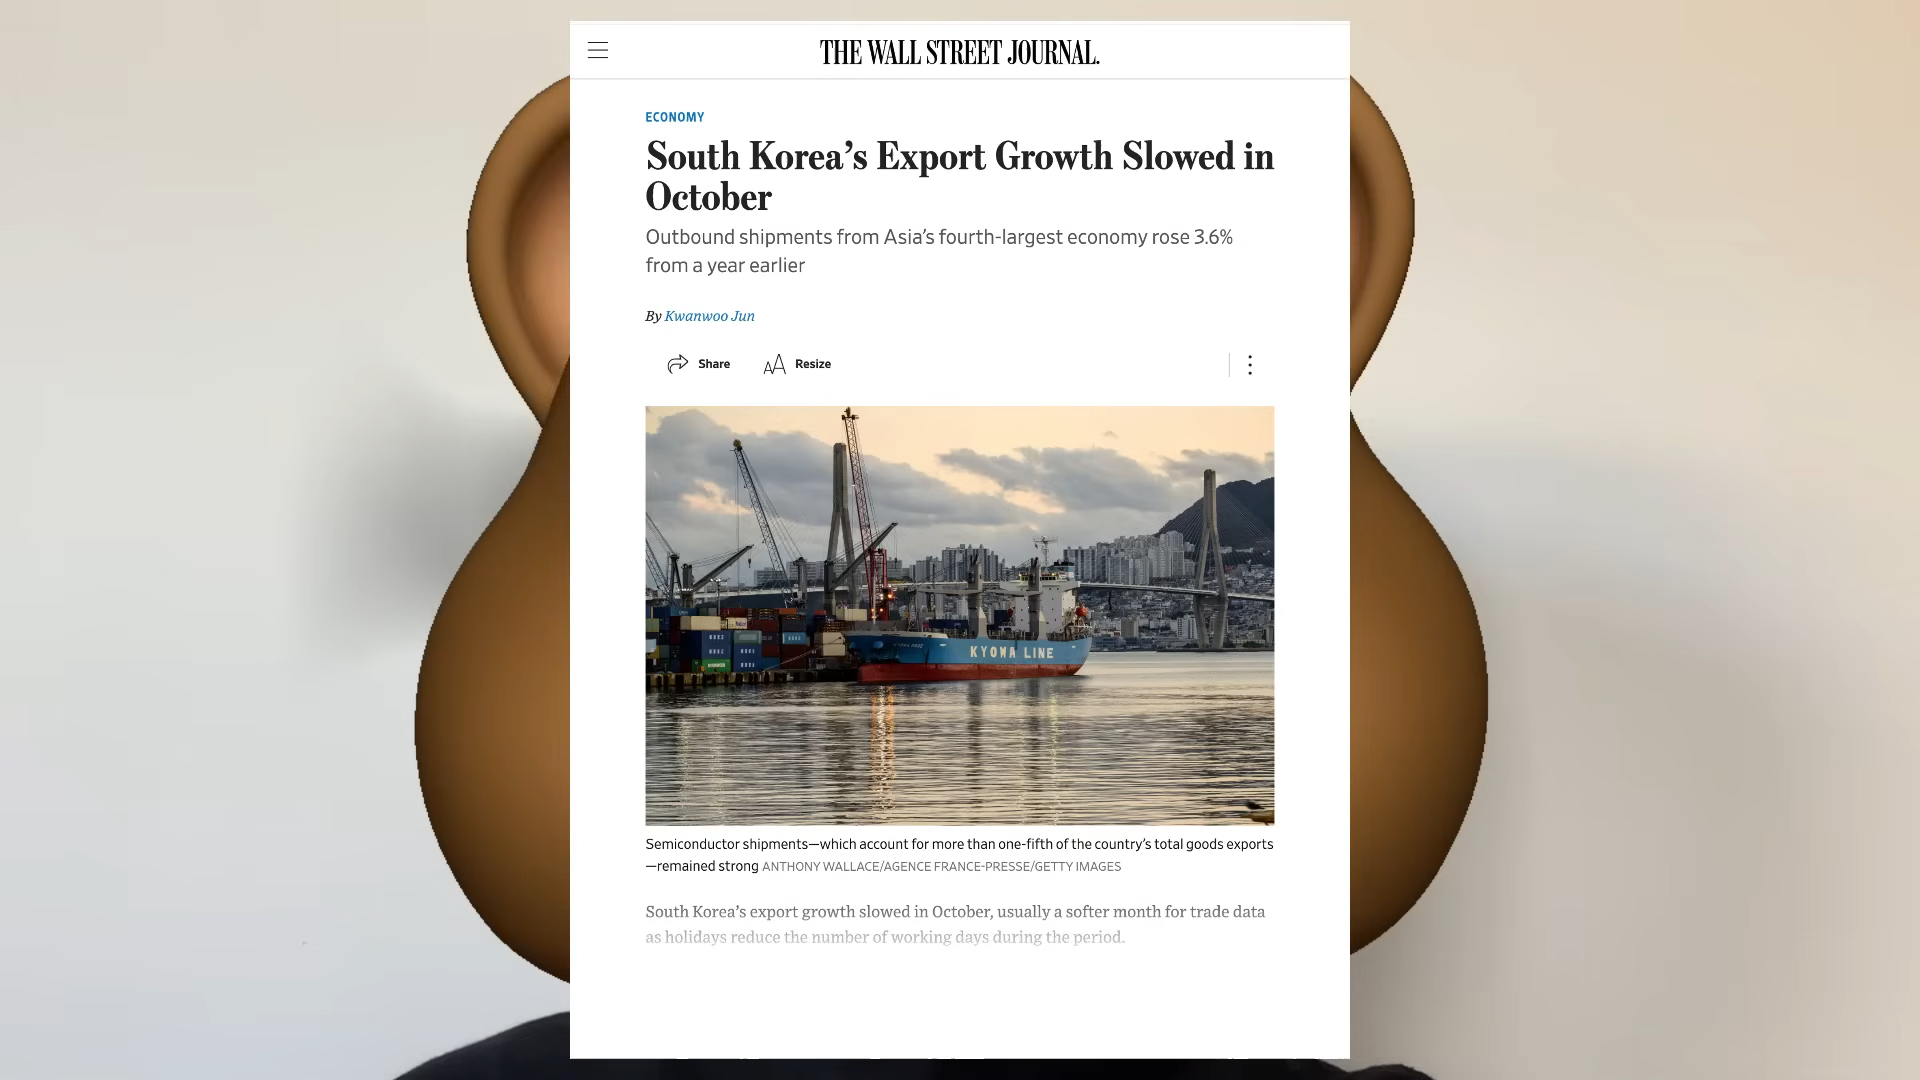 THE WALL STREET JOURNAL.
ECONOMY
South Korea’s Export Growth Slowed in
October
Outbound shipments from Asia’s fourth-largest economy rose 3.6%
from a year earlier
By Kwanwoo Jun
Share
Resize
KYOWA LINE
Semiconductor shipments—which account for more than one-fifth of the country’s total goods exports
—remained strong ANTHONY WALLACE/AGENCE FRANCE-PRESSE/GETTY IMAGES
South Korea’s export growth slowed in October, usually a softer month for trade data
as holidays reduce the number of working days during the period.